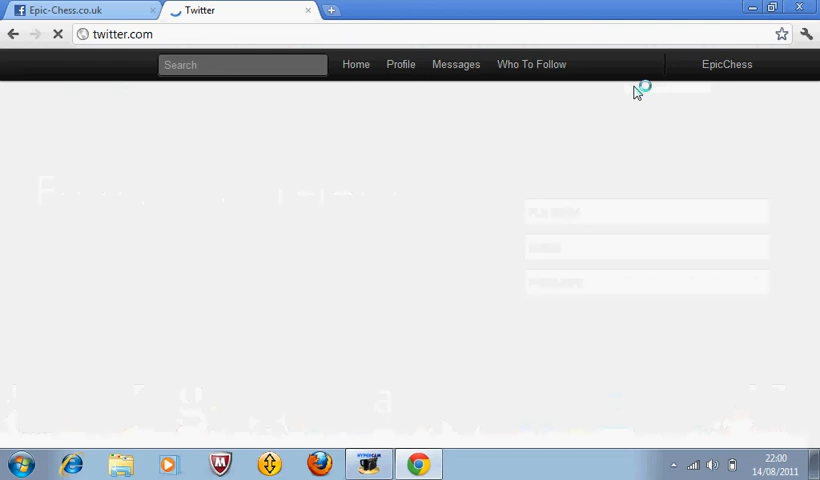 Epic-Chess.co.uk
Twitter
twitter.com
Search
Home
Profile
Messages
Who To Follow
EpicChess
HYPERCAM
22:00
14/08/2011